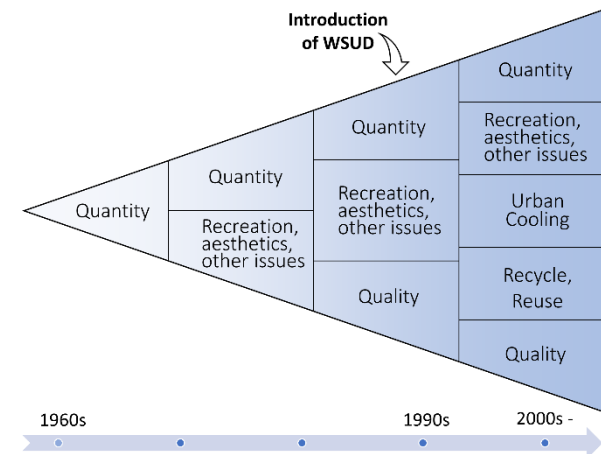 Introduction
of WSUD
Quantity
Quantity
Recreation,
aesthetics,
other issues
Quantity
Recreation,
aesthetics,
other issues
Quality
Quantity
Recreation,
aesthetics,
other issues
Urban
Cooling
Recycle,
Reuse
Quality
1960s
1990s
2000s -